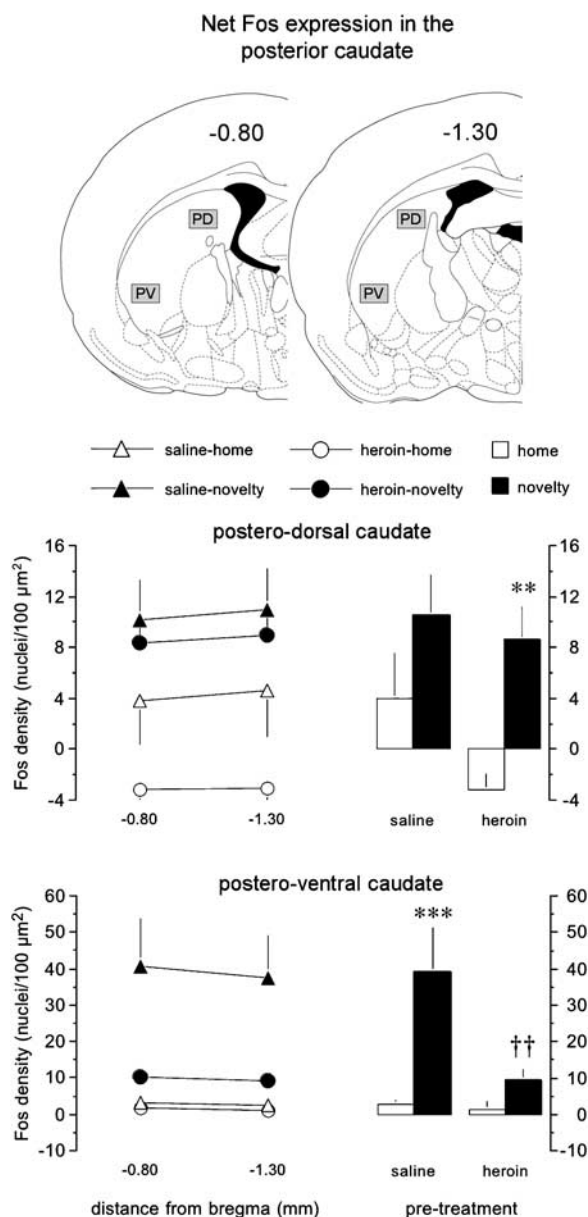 Net Fos expression in the
posterior caudate
-0.80
-1.30
PD
PD
PV
PV
saline-home
heroin-home
home
saline-novelty
heroin-novelty
novelty
postero-dorsal caudate
Fos density (nuclei/100 µm²)
16
12
8
4
0
-4
-0.80
-1.30
**
saline
heroin
16
12
8
4
0
-4
postero-ventral caudate
Fos density (nuclei/100 µm²)
60
50
40
30
20
10
0
-10
-0.80
-1.30
***
††
saline
heroin
60
50
40
30
20
10
0
-10
distance from bregma (mm)
pre-treatment